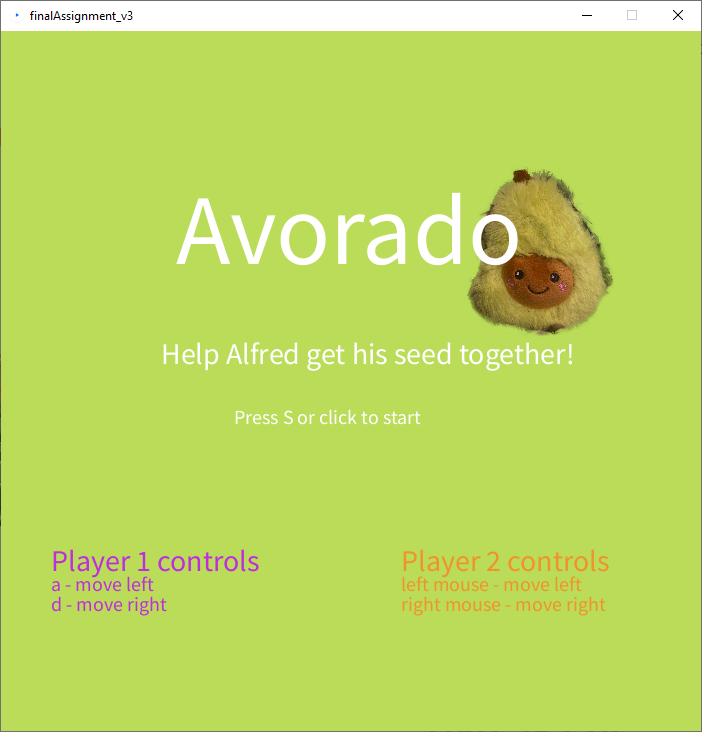 finalAssignment_v3
Avorado
Help Alfred get his seed together!
Press S or click to start
Player 1 controls
a - move left
d - move right
Player 2 controls
left mouse - move left
right mouse - move right